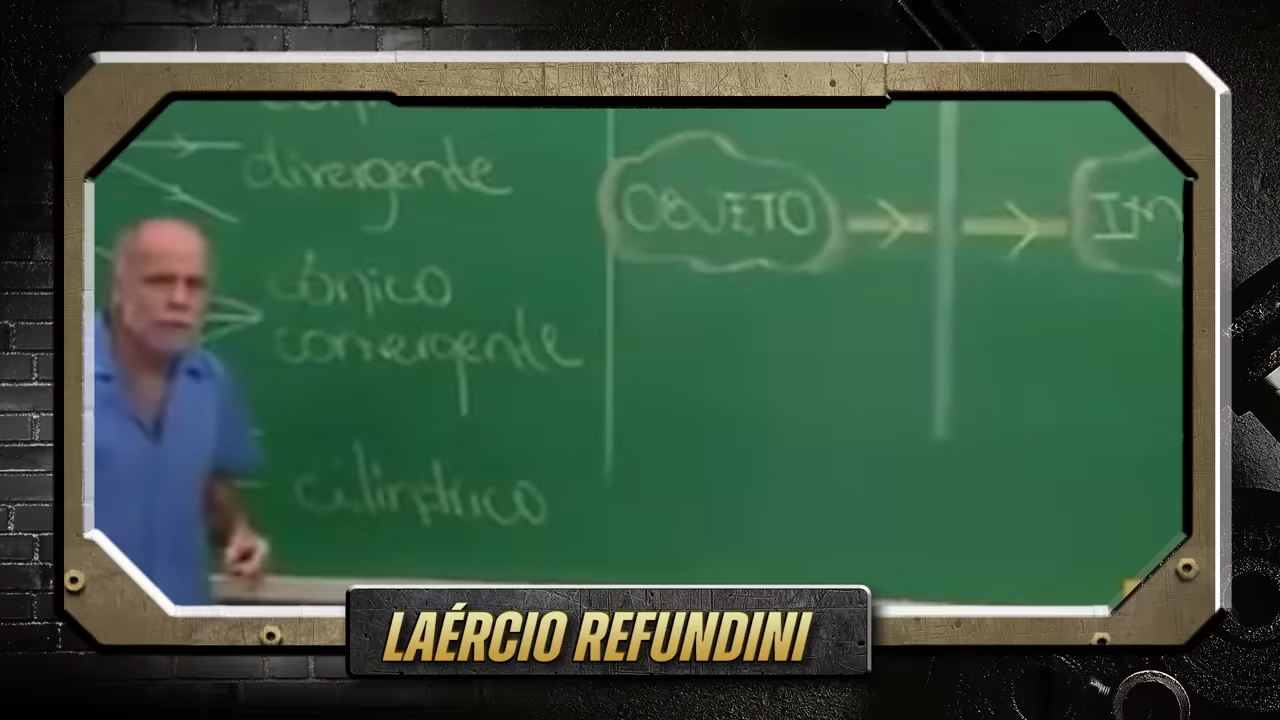 divergente
OBJETO
cônico
convergente
cilíndrico
LAÉRCIO REFUNDINI